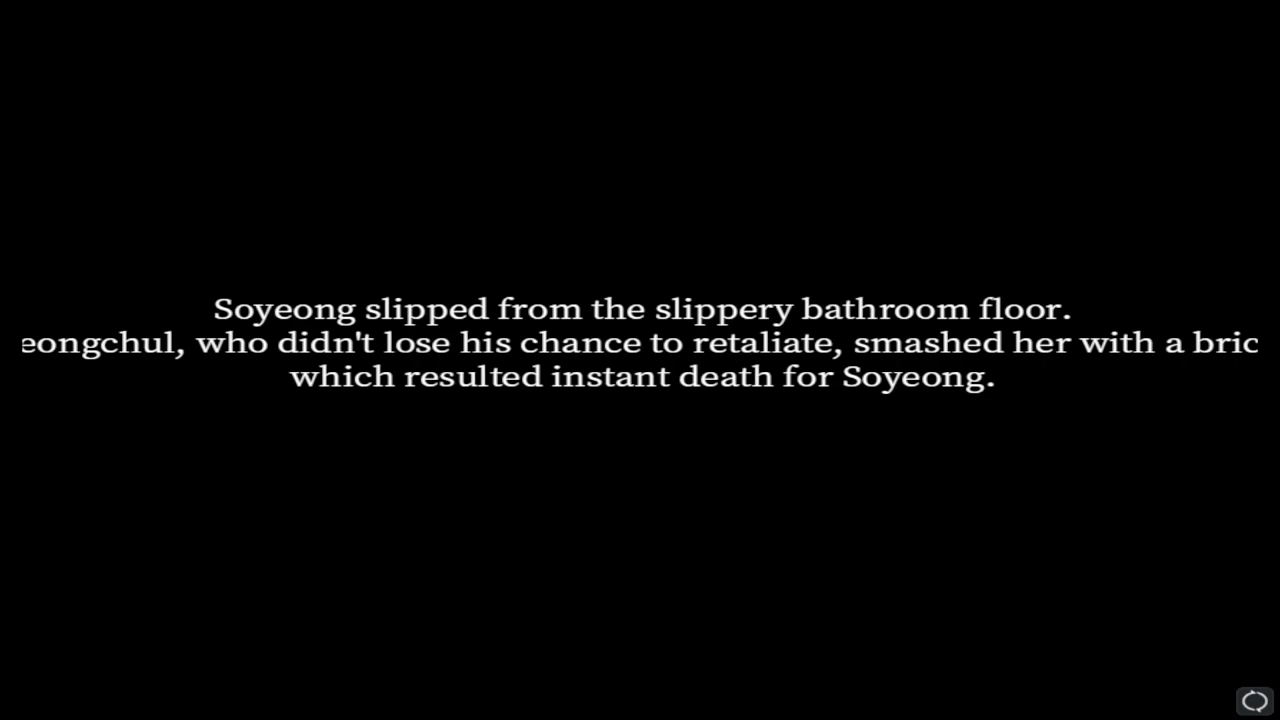 Soyeong slipped from the slippery bathroom floor.
eongchul, who didn't lose his chance to retaliate, smashed her with a bric
which resulted instant death for Soyeong.